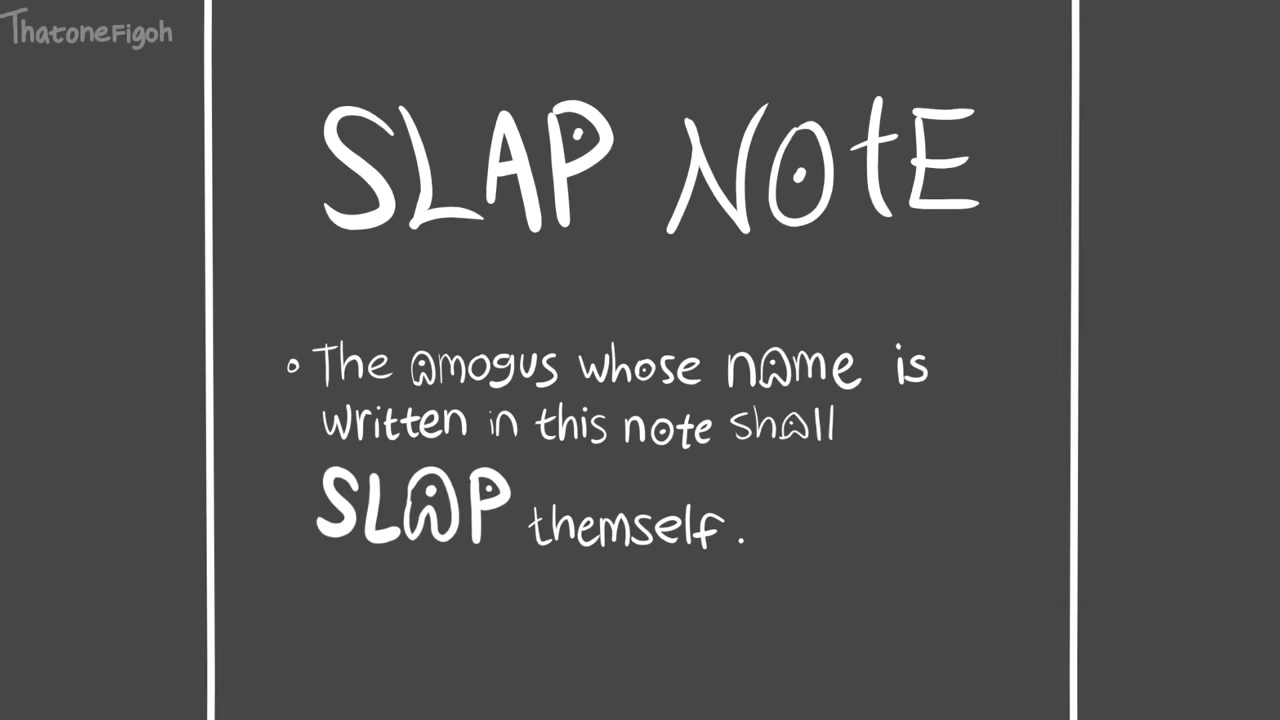 ThatoneFigoh
SLAP NOtE
• The amogus whose name is
written in this note shall
SLAP themself.